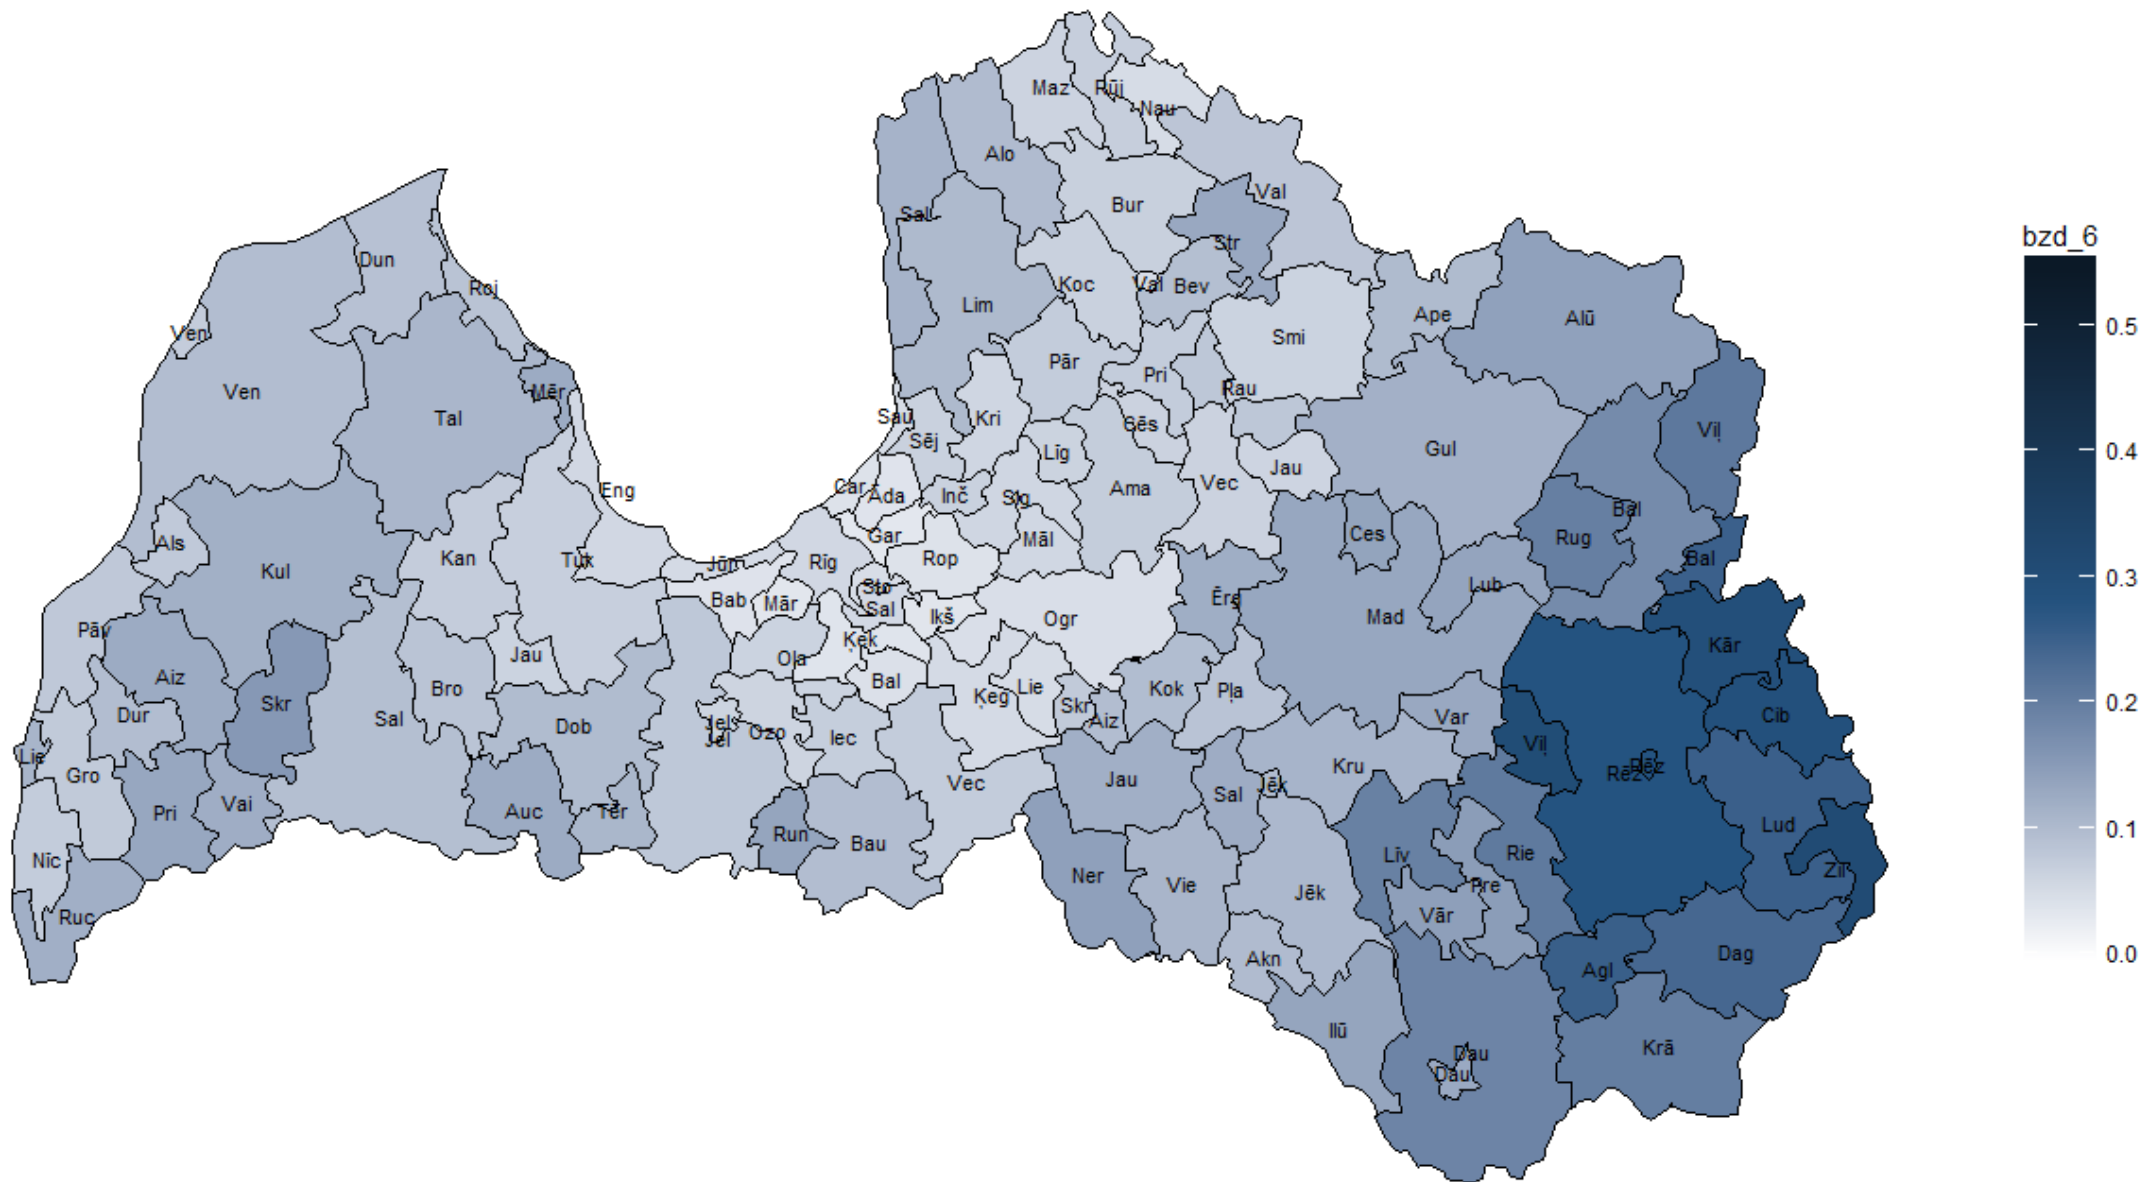 Maz
Rūj
Nau
Alo
Val
Bur
Sal
Str
bzd_6
Dun
Koc
Val
Bev
Roj
Lim
Ape
Alū
0.5
Ven
Smi
Pār
Pri
Rau
Ven
Mēr
Tal
Sau
Kri
Cēs
Viļ
Sēj
Līg
Gul
0.4
Jau
Eng
Car
Āda
Inč
Sig
Ama
Vec
Bal
Als
Gar
Māl
Ces
Rug
Kul
Kan
Tuk
Jūr
Rīg
Rop
Bal
0.3
Sto
Lub
Bab
Mār
Sal
Ikš
Ogr
Ērg
Mad
Pāv
Ķek
Kār
Jau
Ola
Aiz
Bro
Bal
Skr
Ķeg
Lie
Kok
Pļa
0.2
Dur
Sal
Skr
Aiz
Var
Cib
Dob
Jel
Jel
Ozo
Iec
Viļ
Lie
Gro
Vec
Jau
Kru
Rēz
Rēz
Pri
Vai
Auc
Tēr
Sal
Jēk
0.1
Run
Bau
Lud
Nīc
Līv
Rie
Ner
Vie
Jēk
Pre
Zil
Ruc
Vār
Akn
Agl
Dag
0.0
Ilū
Dau
Krā
Dau